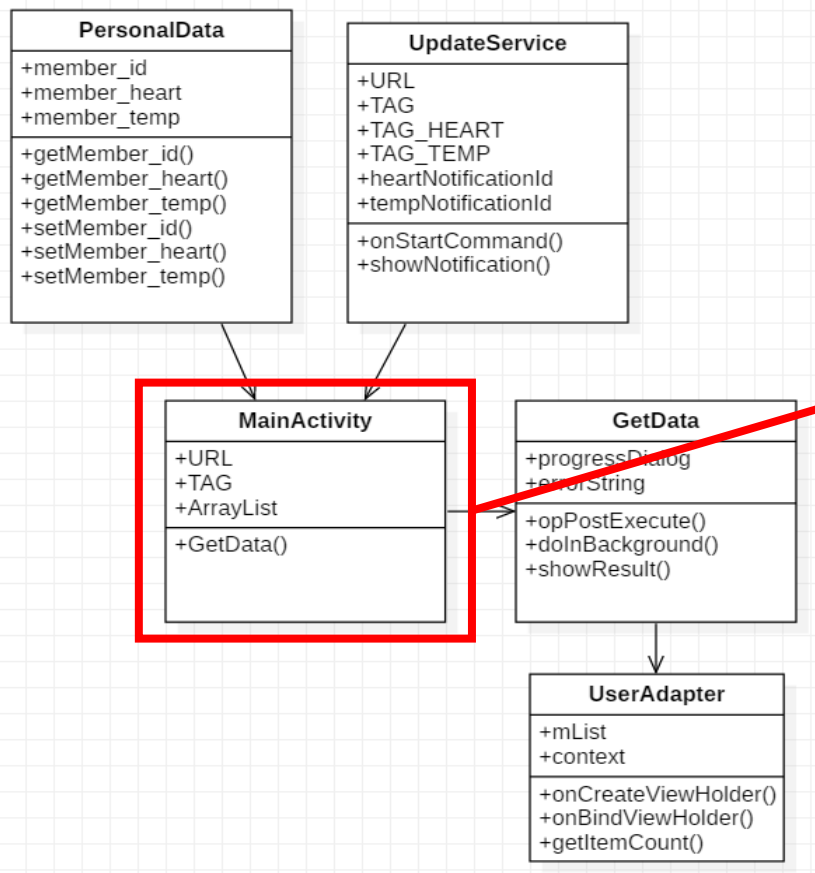 PersonalData
+member_id
+member_heart
+member_temp
+getMember_id()
+getMember_heart()
+getMember_temp()
+setMember_id()
+setMember_heart()
+setMember_temp()
UpdateService
+URL
+TAG
+TAG_HEART
+TAG_TEMP
+heartNotificationId
+tempNotificationId
+onStartCommand()
+showNotification()
MainActivity
+URL
+TAG
+ArrayList
+GetData()
GetData
+progressDialog
+errorString
+opPostExecute()
+doInBackground()
+showResult()
UserAdapter
+mList
+context
+onCreateViewHolder()
+onBindViewHolder()
+getItemCount()